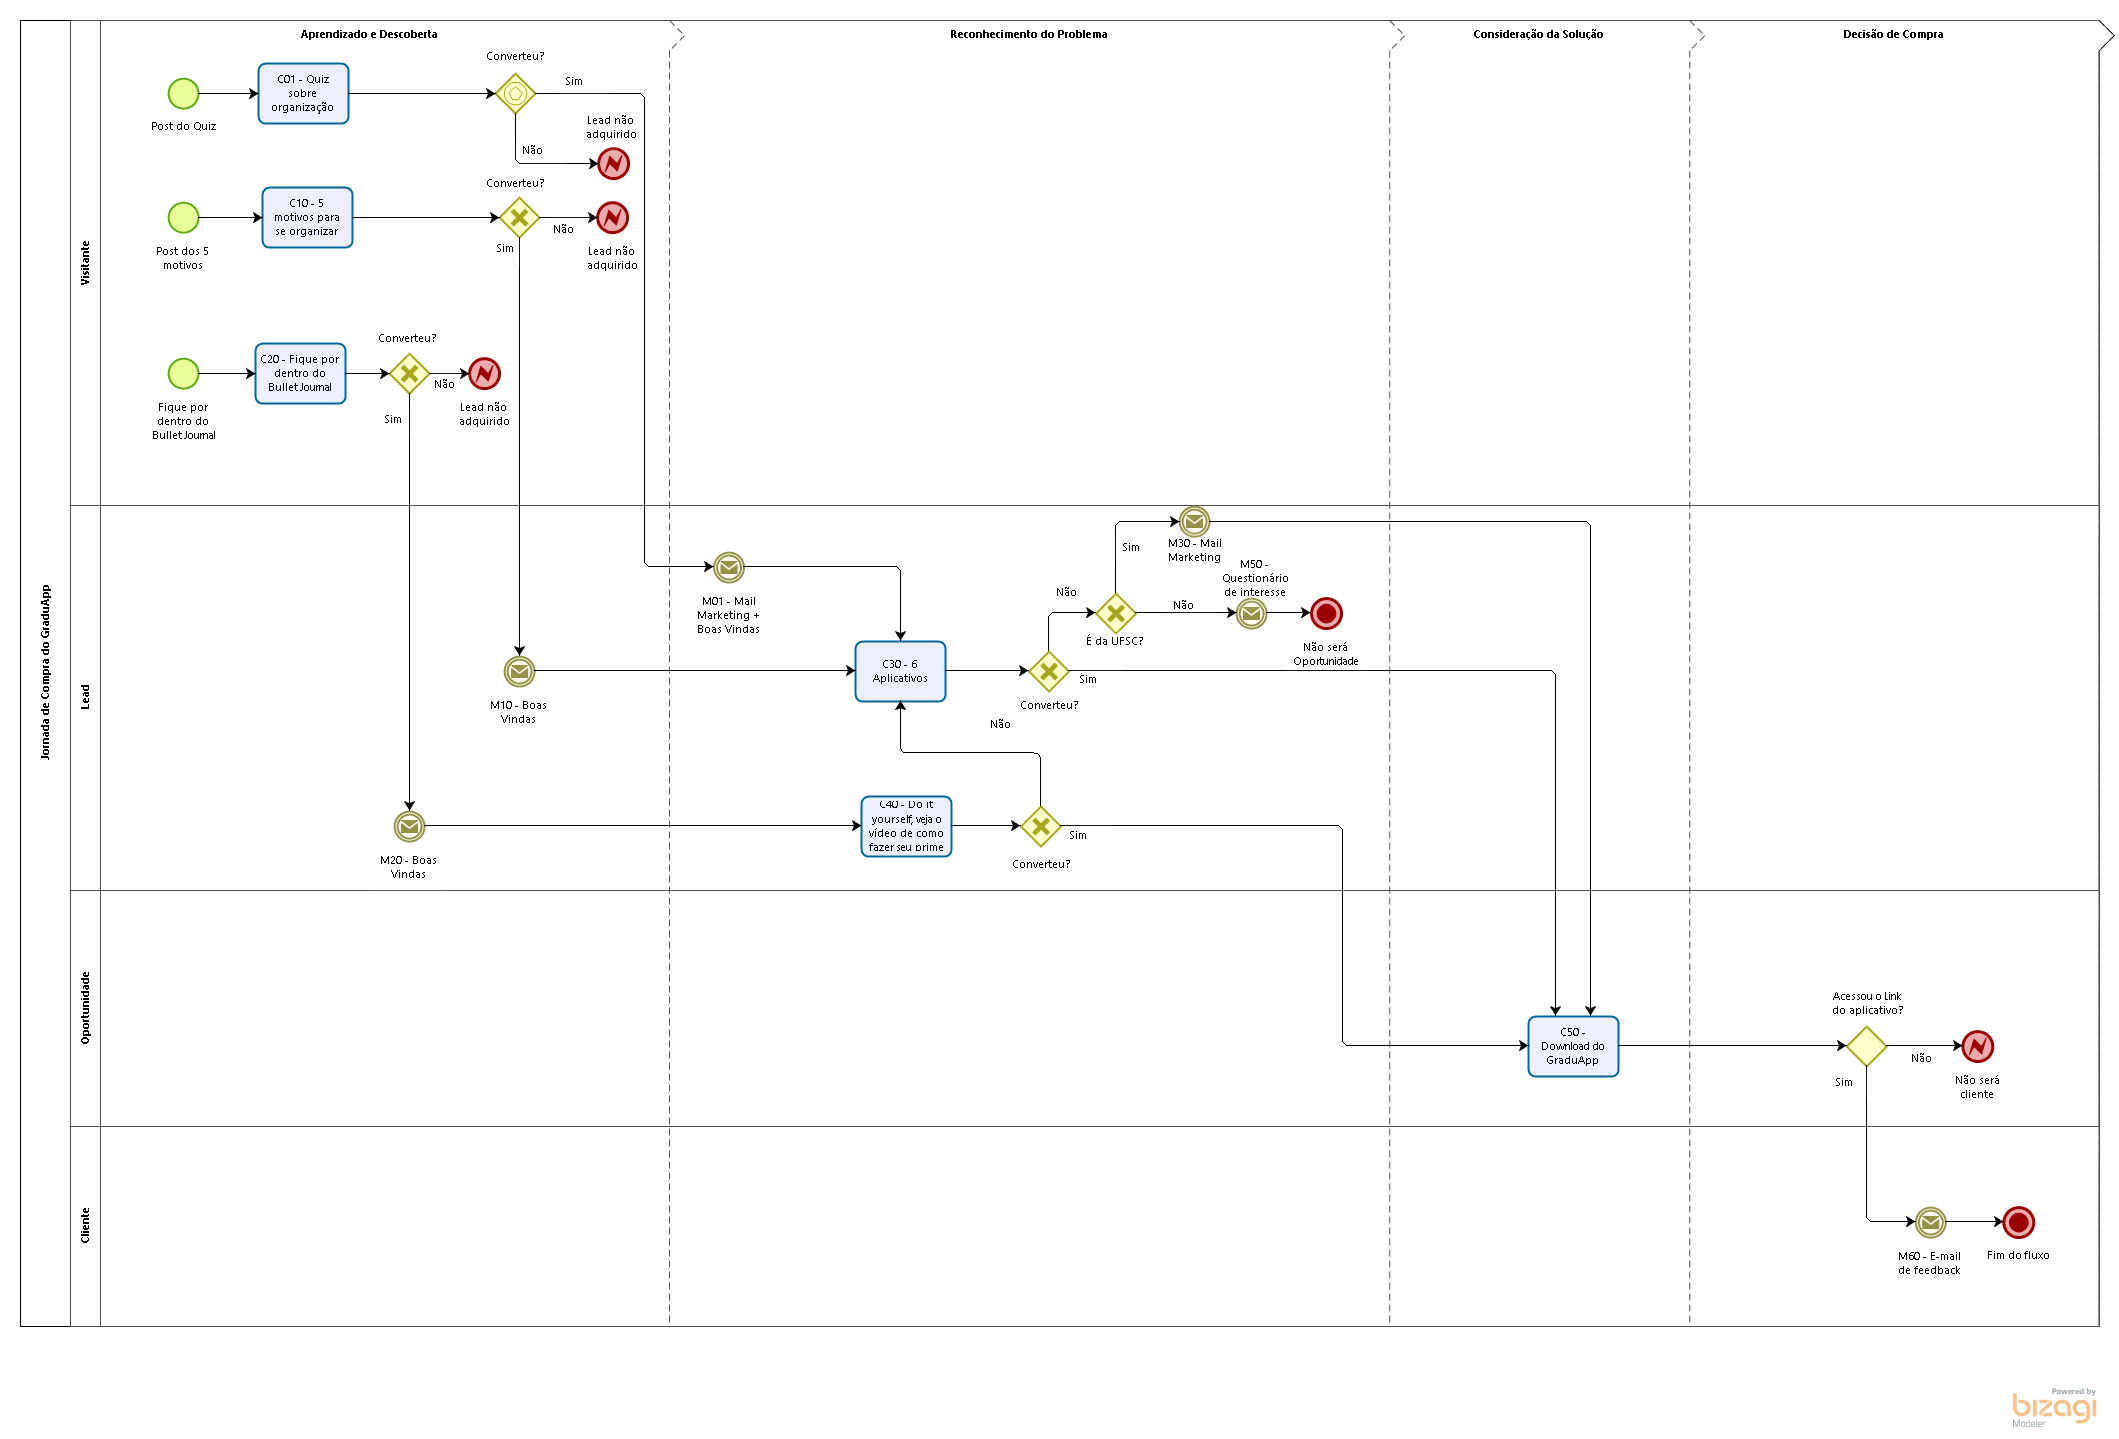 Aprendizado e Descoberta
Reconhecimento do Problema
Consideração da Solução
Decisão de Compra
Jornada de Compra do GraduApp
Visitante
Post do Quiz
C01 - Quiz
sobre
organização
Converteu?
Sim
Não
Lead não
adquirido
Post dos 5
motivos
C10 - 5
motivos para
se organizar
Converteu?
Sim
Não
Lead não
adquirido
Fique por
dentro do
Bullet Journal
C20 - Fique por
dentro do
Bullet Journal
Converteu?
Sim
Não
Lead não
adquirido
Lead
M01 - Mail
Marketing +
Boas Vindas
M10 - Boas
Vindas
M20 - Boas
Vindas
C30 - 6
Aplicativos
Converteu?
Não
Sim
É da UFSC?
Sim
Não
M30 - Mail
Marketing
M50 -
Questionário
de interesse
Não será
Oportunidade
C40 - Do it
yourself, veja o
vídeo de como
fazer seu prime
Converteu?
Não
Sim
Oportunidade
C50 -
Download do
GraduApp
Acessou o link
do aplicativo?
Não
Sim
Não será
cliente
Cliente
M60 - E-mail
de feedback
Fim do fluxo
Powered by
bizagi
Modeler